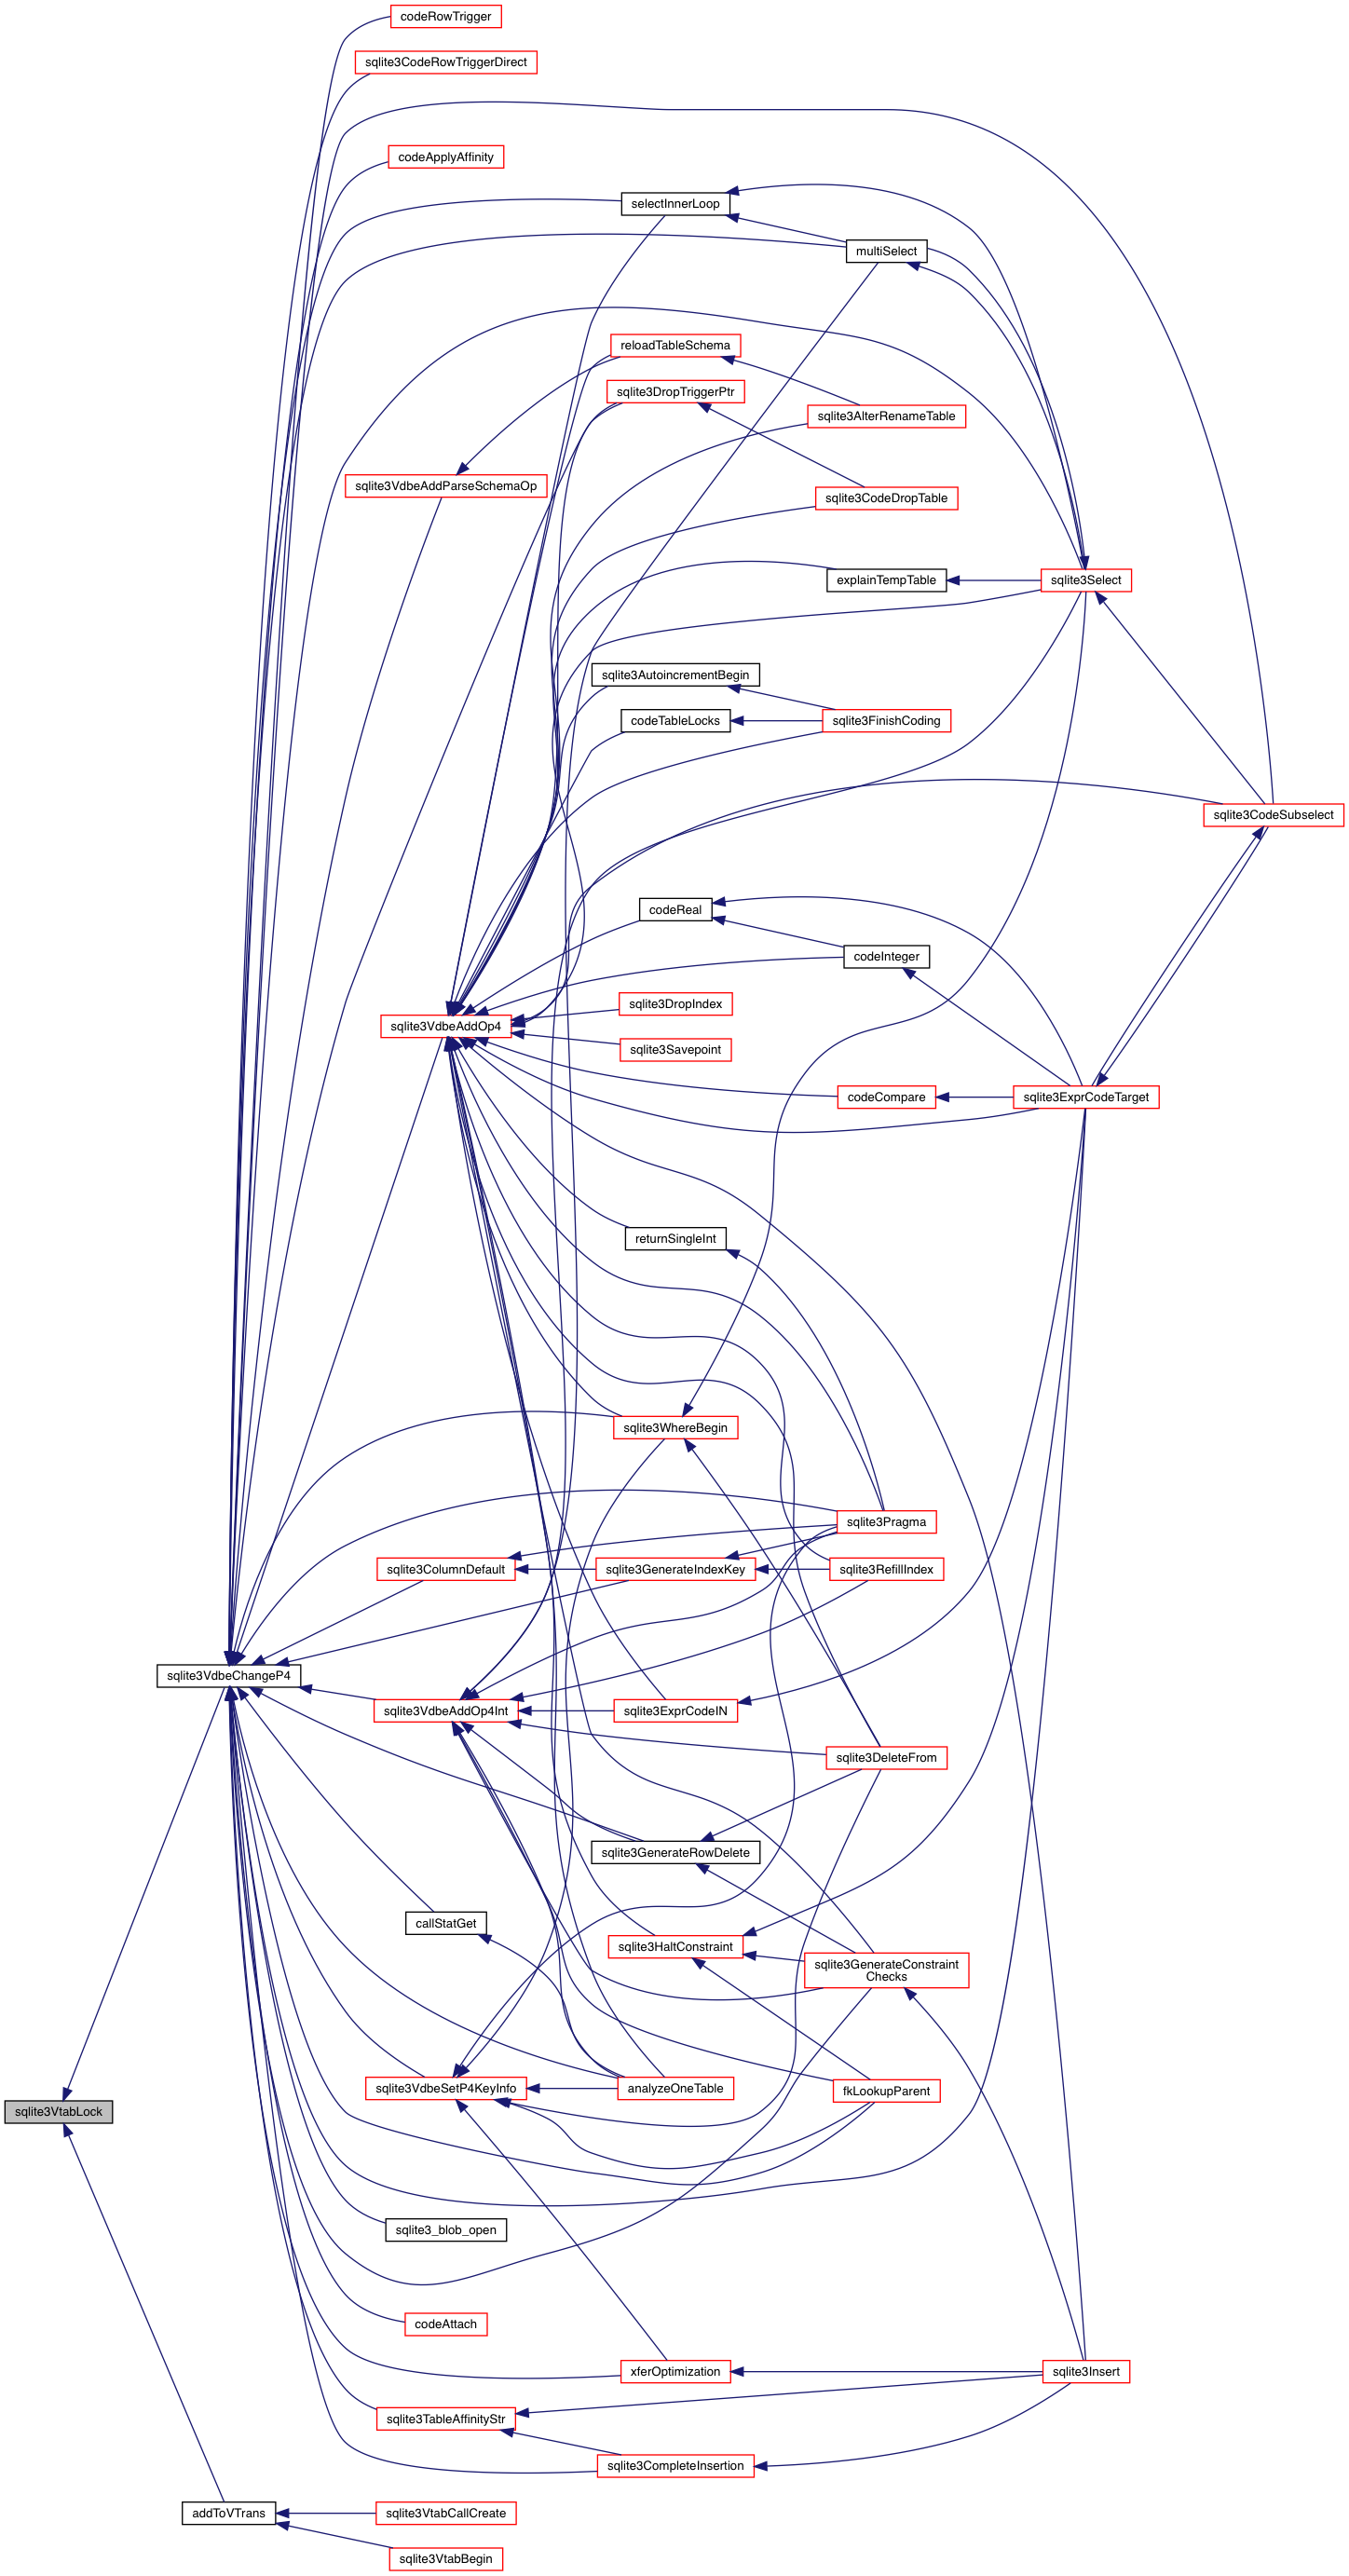 codeRowTrigger
sqlite3CodeRowTriggerDirect
codeApplyAffinity
selectInnerLoop
multiSelect
reloadTableSchema
sqlite3DropTriggerPtr
sqlite3AlterRenameTable
sqlite3VdbeAddParseSchemaOp
sqlite3CodeDropTable
explainTempTable
sqlite3Select
sqlite3AutoincrementBegin
codeTableLocks
sqlite3FinishCoding
sqlite3CodeSubselect
codeReal
codeInteger
sqlite3DropIndex
sqlite3VdbeAddOp4
sqlite3Savepoint
codeCompare
sqlite3ExprCodeTarget
returnSingleInt
sqlite3WhereBegin
sqlite3Pragma
sqlite3ColumnDefault
sqlite3GenerateIndexKey
sqlite3RefillIndex
sqlite3VdbeChangeP4
sqlite3VdbeAddOp4Int
sqlite3ExprCodeIN
sqlite3DeleteFrom
sqlite3GenerateRowDelete
callStatGet
sqlite3HaltConstraint
sqlite3GenerateConstraint
Checks
sqlite3VdbeSetP4KeyInfo
analyzeOneTable
fkLookupParent
sqlite3VtabLock
sqlite3_blob_open
codeAttach
xferOptimization
sqlite3Insert
sqlite3TableAffinityStr
sqlite3CompleteInsertion
addToVTrans
sqlite3VtabCallCreate
sqlite3VtabBegin